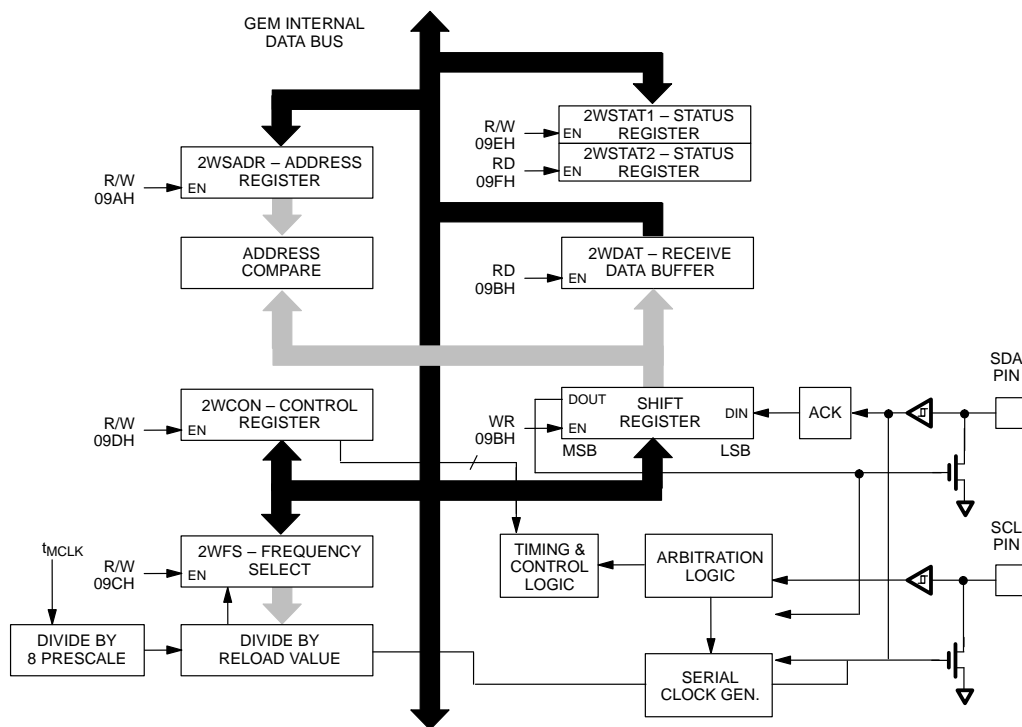 GEM INTERNAL
DATA BUS
2WSTAT1 – STATUS
REGISTER
R/W
09EH
EN
2WSTAT2 – STATUS
REGISTER
RD
09FH
EN
2WSADR – ADDRESS
REGISTER
R/W
09AH
EN
ADDRESS
COMPARE
2WDAT – RECEIVE
DATA BUFFER
RD
09BH
EN
SDA
PIN
2WCON – CONTROL
REGISTER
R/W
09DH
EN
DOUT
SHIFT
REGISTER
DIN
WR
09BH
EN
MSB
LSB
ACK
SCL
PIN
tMCLK
2WFS – FREQUENCY
SELECT
R/W
09CH
EN
TIMING &
CONTROL
LOGIC
ARBITRATION
LOGIC
DIVIDE BY
8 PRESCALE
DIVIDE BY
RELOAD VALUE
SERIAL
CLOCK GEN.